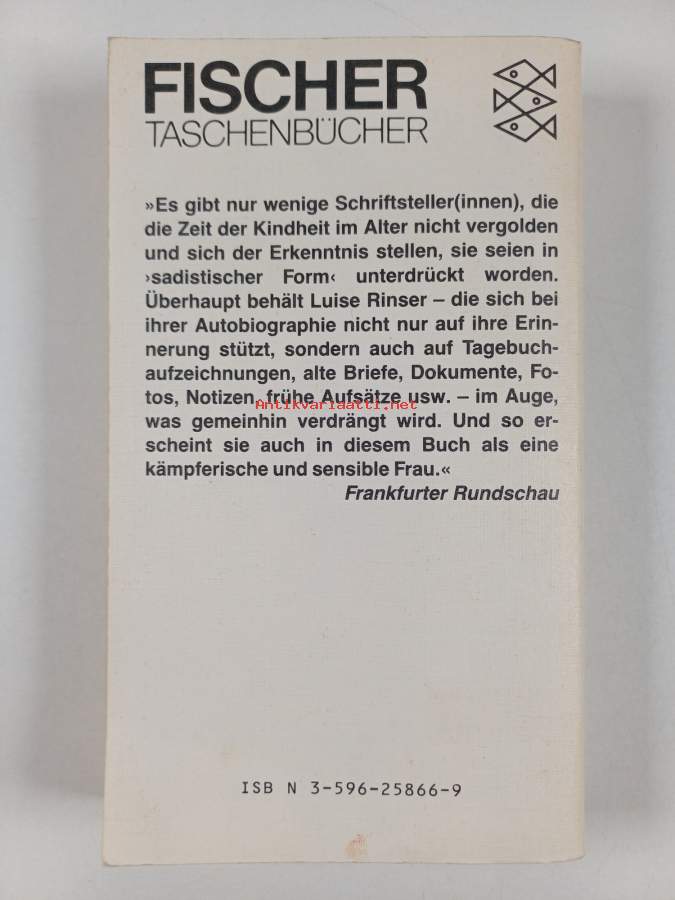 FISCHER
TASCHENBÜCHER
»Es gibt nur wenige Schriftsteller(innen), die
die Zeit der Kindheit im Alter nicht vergolden
und sich der Erkenntnis stellen, sie seien in
›sadistischer Form‹ unterdrückt worden.
Überhaupt behält Luise Rinser – die sich bei
ihrer Autobiographie nicht nur auf ihre Erin-
nerung stützt, sondern auch auf Tagebuch-
aufzeichnungen, alte Briefe, Dokumente, Fo-
tos, Notizen, frühe Aufsätze usw. – im Auge,
Antikvariaatti.net
was gemeinhin verdrängt wird. Und so er-
scheint sie auch in diesem Buch als eine
kämpferische und sensible Frau.«
Frankfurter Rundschau
ISB N 3-596-25866-9